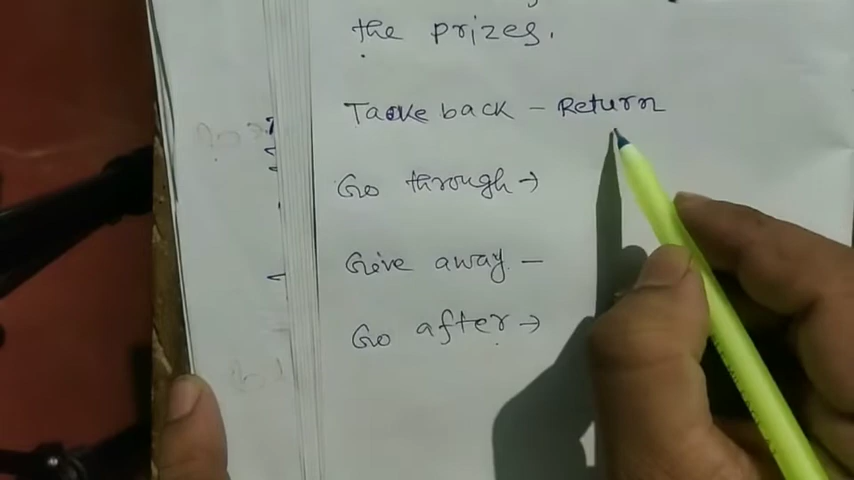 the prizes.
Take back - Return
Go through →
Give away -
Go after →